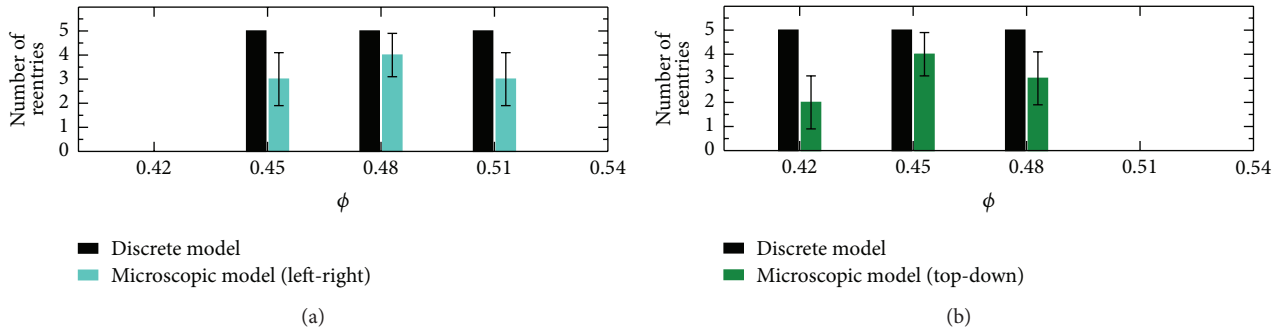 Number of
reentries
5
4
3
2
1
0
0.42
0.45
0.48
0.51
0.54
ϕ
Discrete model
Microscopic model (left-right)
(a)
Number of
reentries
5
4
3
2
1
0
0.42
0.45
0.48
0.51
0.54
ϕ
Discrete model
Microscopic model (top-down)
(b)